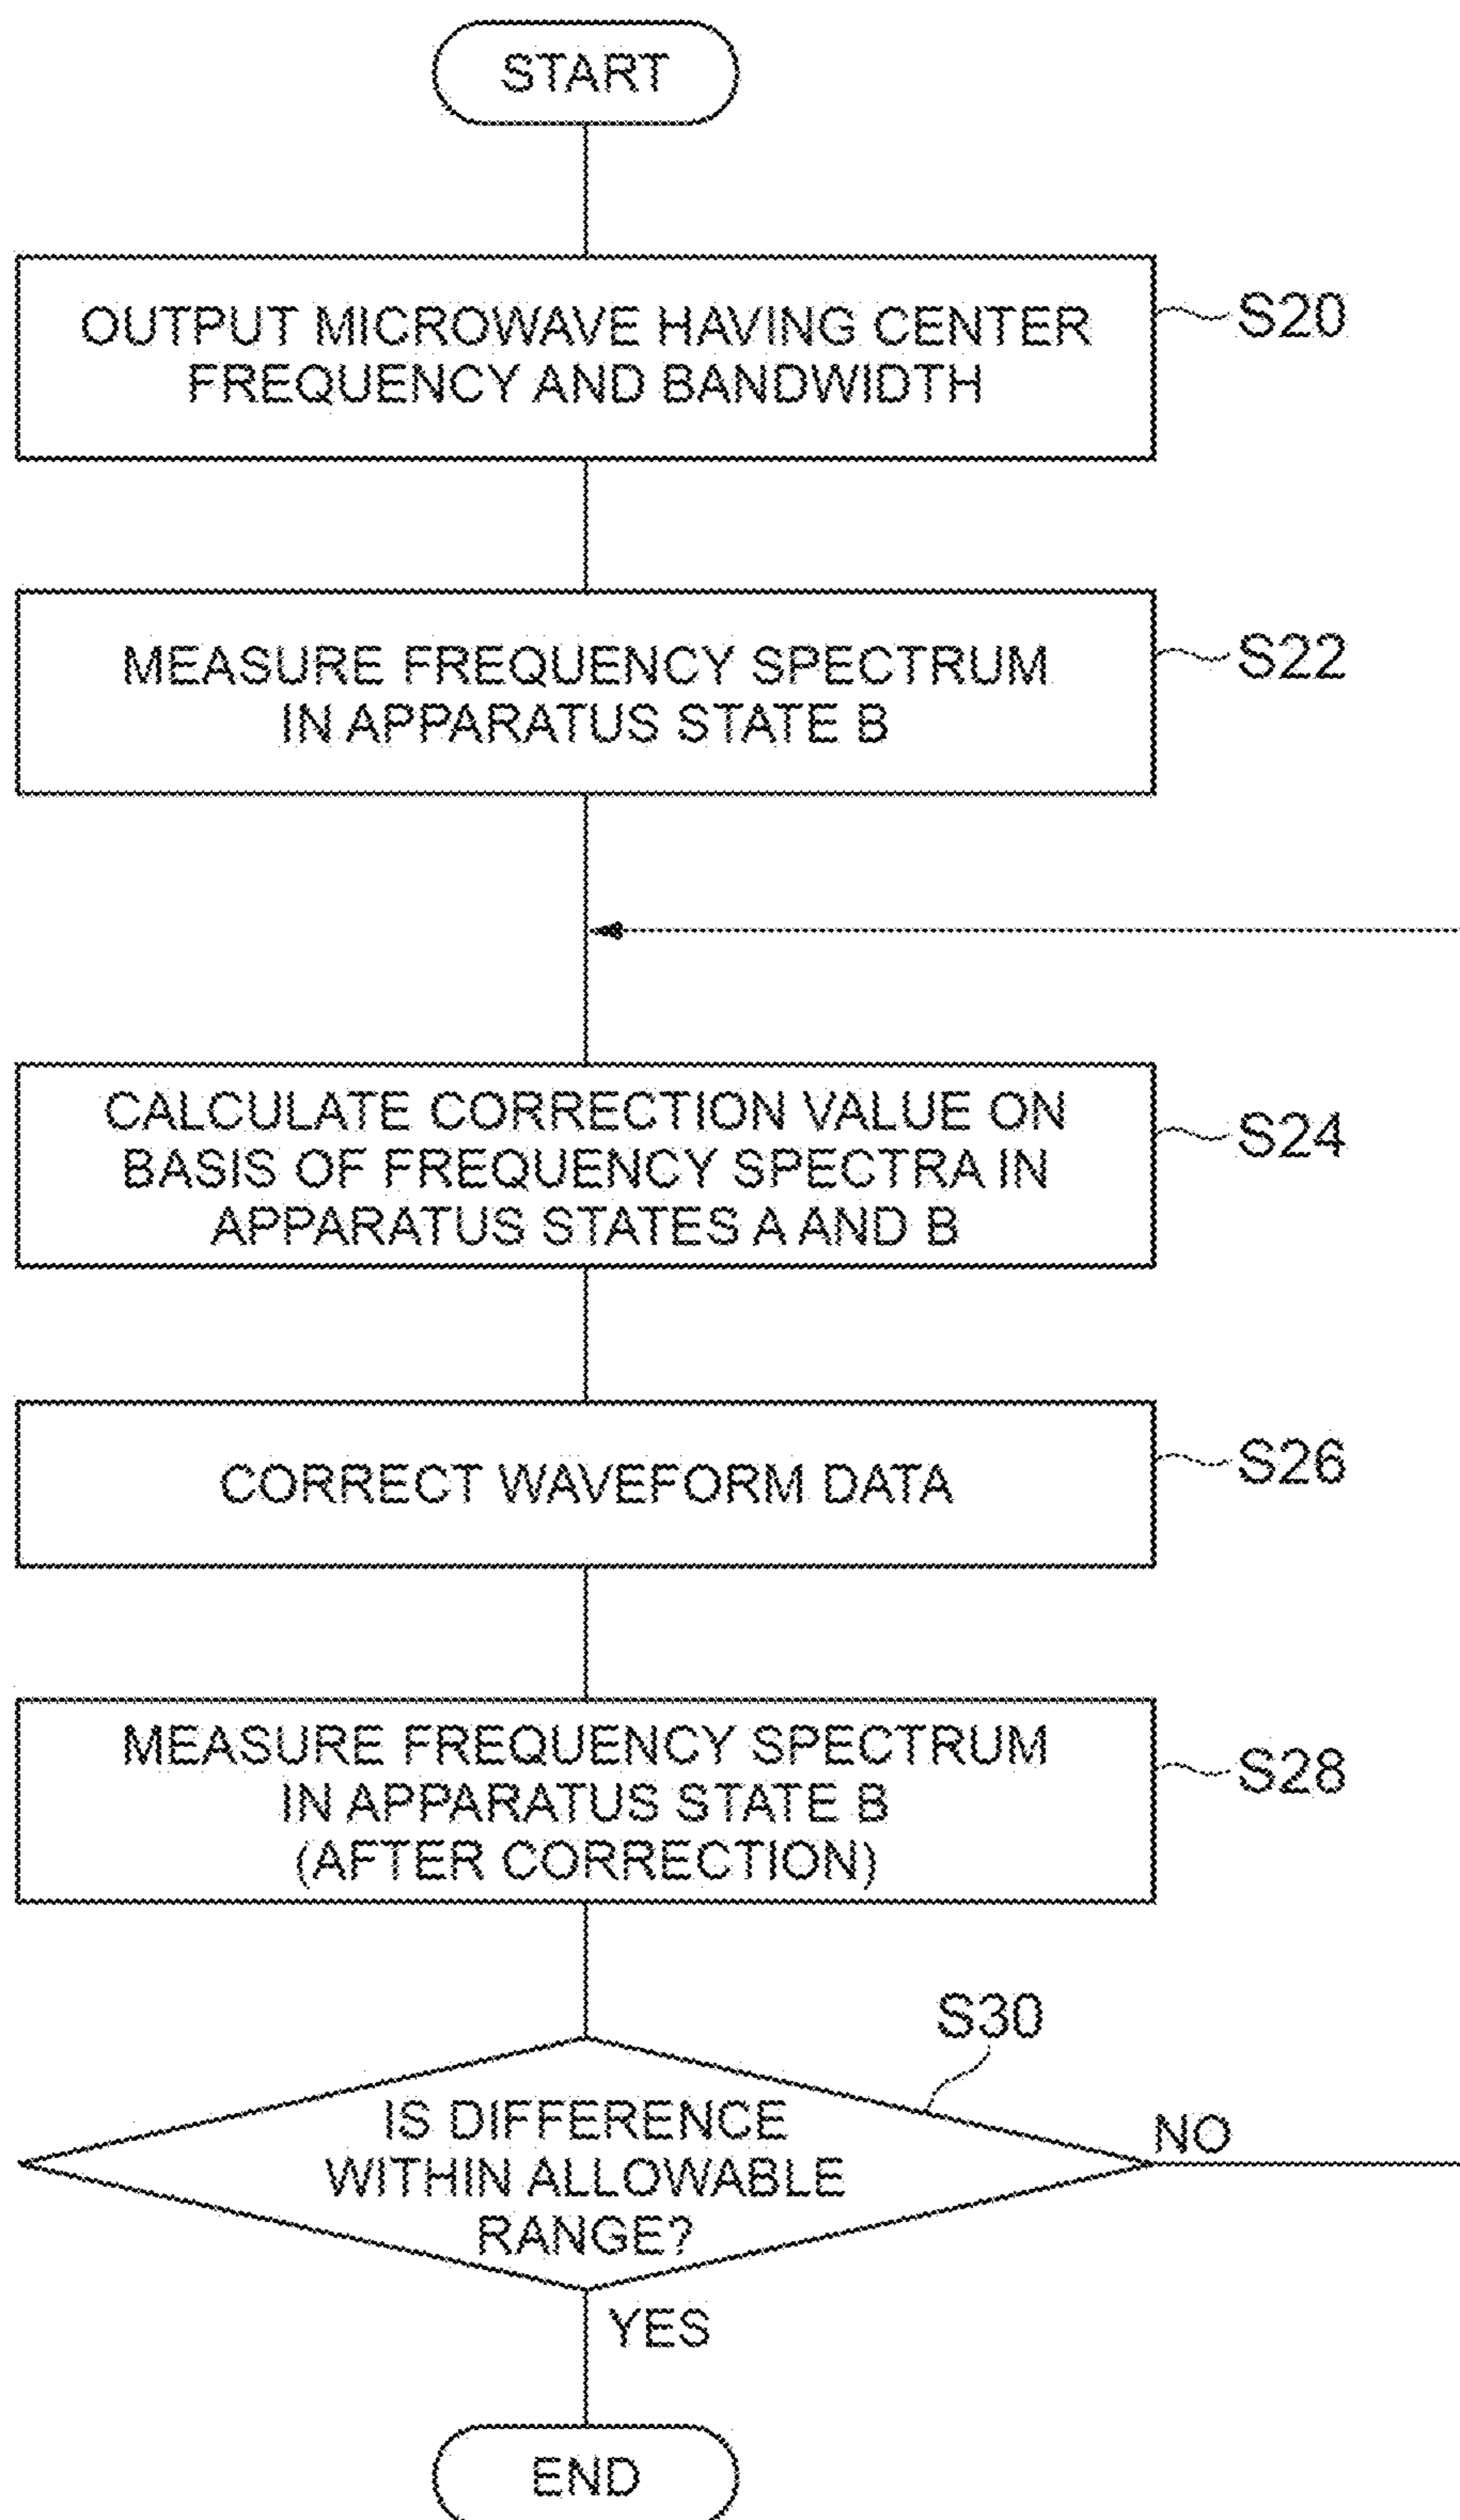 START
OUTPUT MICROWAVE HAVING CENTER
FREQUENCY AND BANDWIDTH
S20
MEASURE FREQUENCY SPECTRUM
IN APPARATUS STATE B
S22
CALCULATE CORRECTION VALUE ON
BASIS OF FREQUENCY SPECTRA IN
APPARATUS STATES A AND B
S24
CORRECT WAVEFORM DATA
S26
MEASURE FREQUENCY SPECTRUM
IN APPARATUS STATE B
(AFTER CORRECTION)
S28
S30
IS DIFFERENCE
WITHIN ALLOWABLE
RANGE?
NO
YES
END